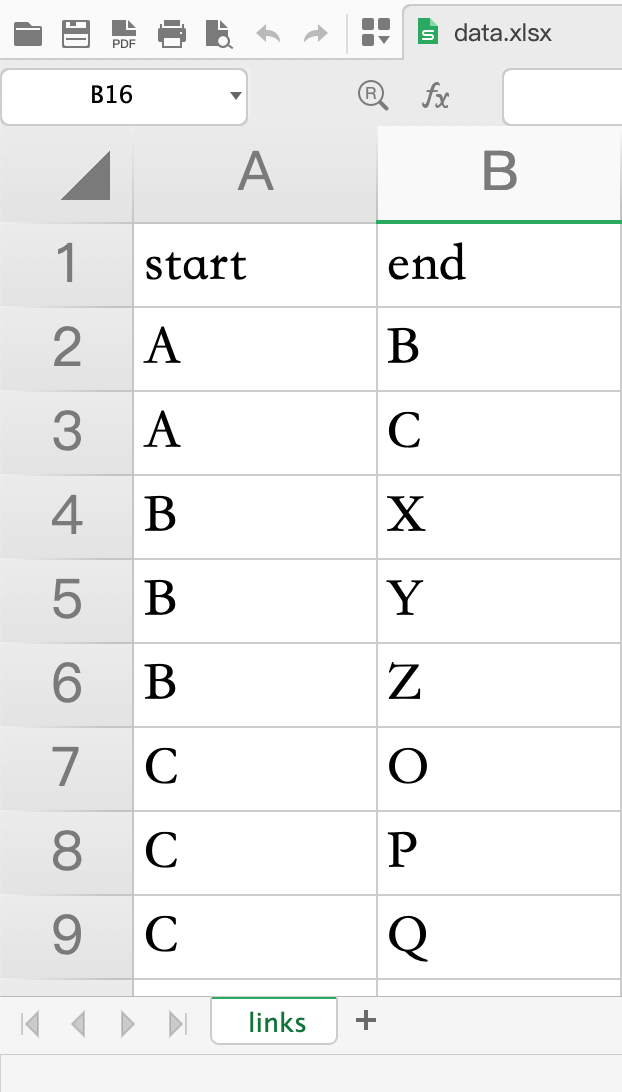 PDF
data.xlsx
B16
R fx
A B
1 start end
2 A B
3 A C
4 B X
5 B Y
6 B Z
7 C O
8 C P
9 C Q
links +